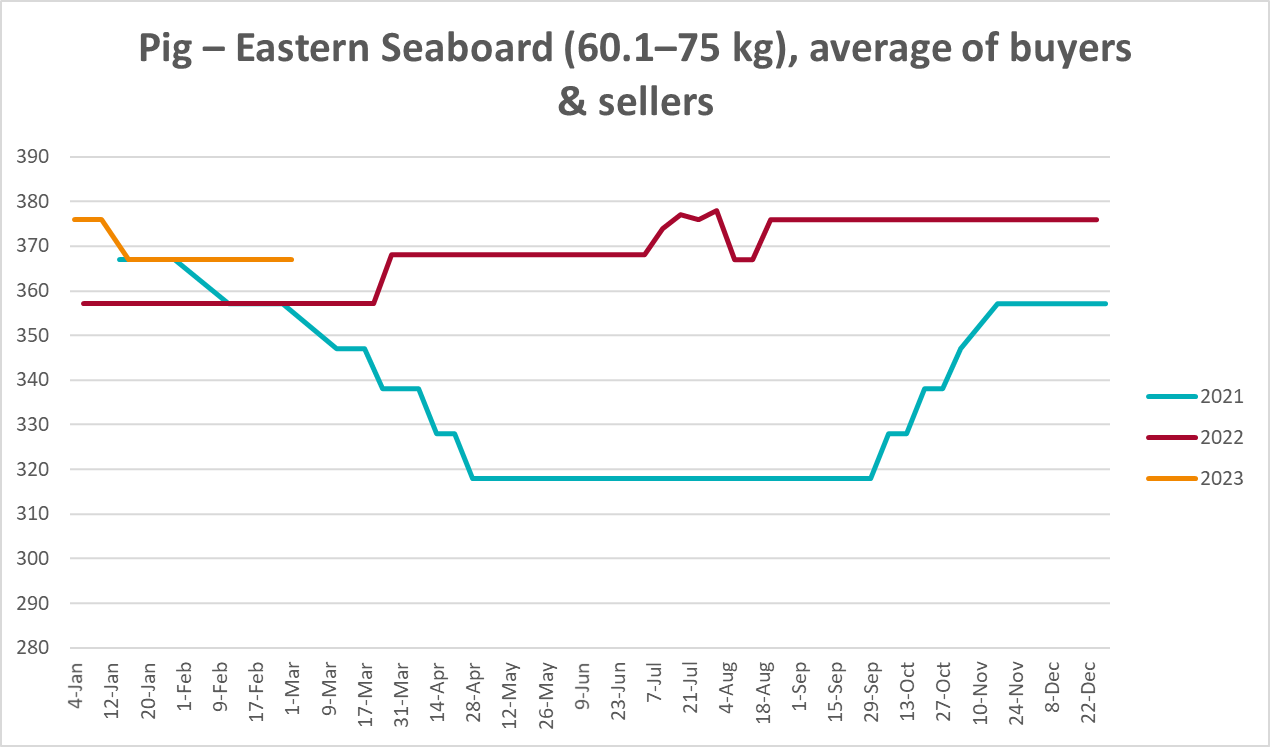 Pig – Eastern Seaboard (60.1–75 kg), average of buyers
& sellers
390
380
370
360
350
340
330
320
310
300
290
280
4-Jan
12-Jan
20-Jan
1-Feb
9-Feb
17-Feb
1-Mar
9-Mar
17-Mar
31-Mar
14-Apr
28-Apr
12-May
26-May
9-Jun
23-Jun
7-Jul
21-Jul
4-Aug
18-Aug
1-Sep
15-Sep
29-Sep
13-Oct
27-Oct
10-Nov
24-Nov
8-Dec
22-Dec
2021
2022
2023